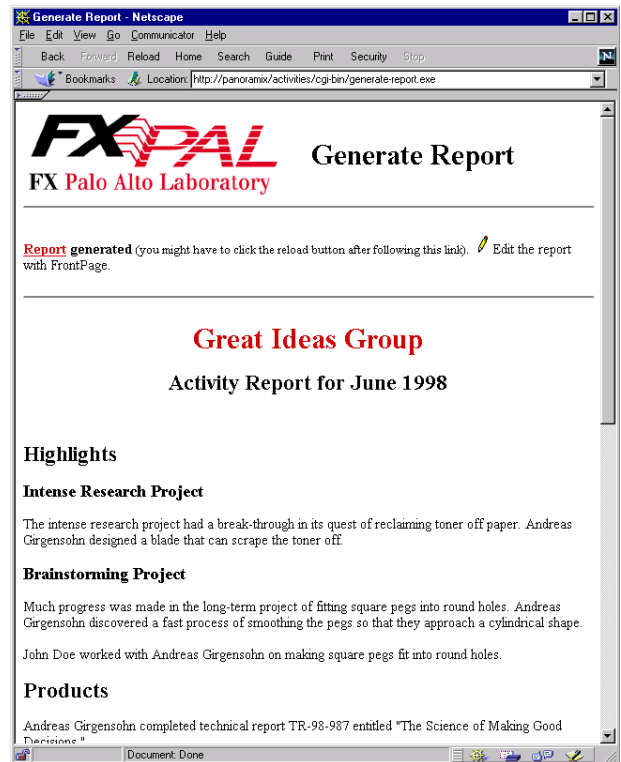 Generate Report - Netscape
File Edit View Go Communicator Help
Back Forward Reload Home Search Guide Print Security Stop
N
Bookmarks Location: http://panoramix/activities/cgi-bin/generate-report.exe
FXPAL
FX Palo Alto Laboratory
Generate Report
Report generated (you might have to click the reload button after following this link). Edit the report
with FrontPage.
Great Ideas Group
Activity Report for June 1998
Highlights
Intense Research Project
The intense research project had a break-through in its quest of reclaiming toner off paper. Andreas
Girgensohn designed a blade that can scrape the toner off.
Brainstorming Project
Much progress was made in the long-term project of fitting square pegs into round holes. Andreas
Girgensohn discovered a fast process of smoothing the pegs so that they approach a cylindrical shape.
John Doe worked with Andreas Girgensohn on making square pegs fit into round holes.
Products
Andreas Girgensohn completed technical report TR-98-987 entitled "The Science of Making Good
Decisions."
Document: Done